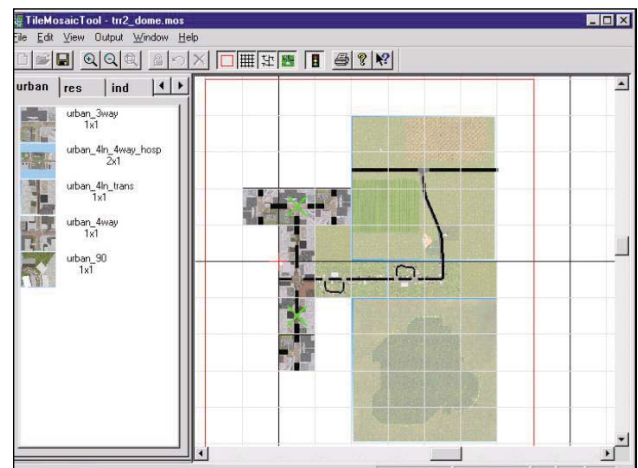 TileMosaicTool - trr2_dome.mos
File Edit View Output Window Help
urban res ind
urban_3way
1x1
urban_4ln_4way_hosp
2x1
urban_4ln_trans
1x1
urban_4way
1x1
urban_90
1x1